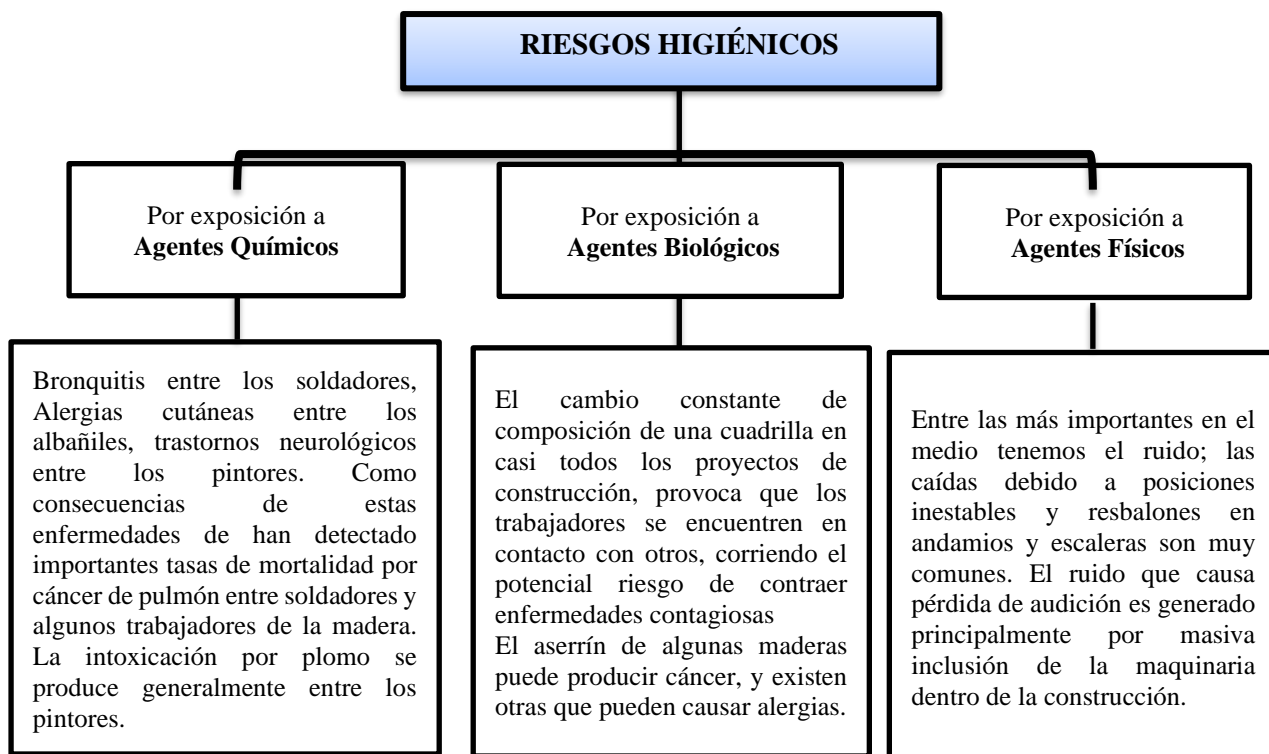 RIESGOS HIGIÉNICOS
Por exposición a
Agentes Químicos
Por exposición a
Agentes Biológicos
Por exposición a
Agentes Físicos
Bronquitis entre los soldadores,
Alergias cutáneas entre los
albañiles, trastornos neurológicos
entre los pintores. Como
consecuencias de estas
enfermedades de han detectado
importantes tasas de mortalidad por
cáncer de pulmón entre soldadores y
algunos trabajadores de la madera.
La intoxicación por plomo se
produce generalmente entre los
pintores.
El cambio constante de
composición de una cuadrilla en
casi todos los proyectos de
construcción, provoca que los
trabajadores se encuentren en
contacto con otros, corriendo el
potencial riesgo de contraer
enfermedades contagiosas
El aserrín de algunas maderas
puede producir cáncer, y existen
otras que pueden causar alergias.
Entre las más importantes en el
medio tenemos el ruido; las
caídas debido a posiciones
inestables y resbalones en
andamios y escaleras son muy
comunes. El ruido que causa
pérdida de audición es generado
principalmente por masiva
inclusión de la maquinaria
dentro de la construcción.